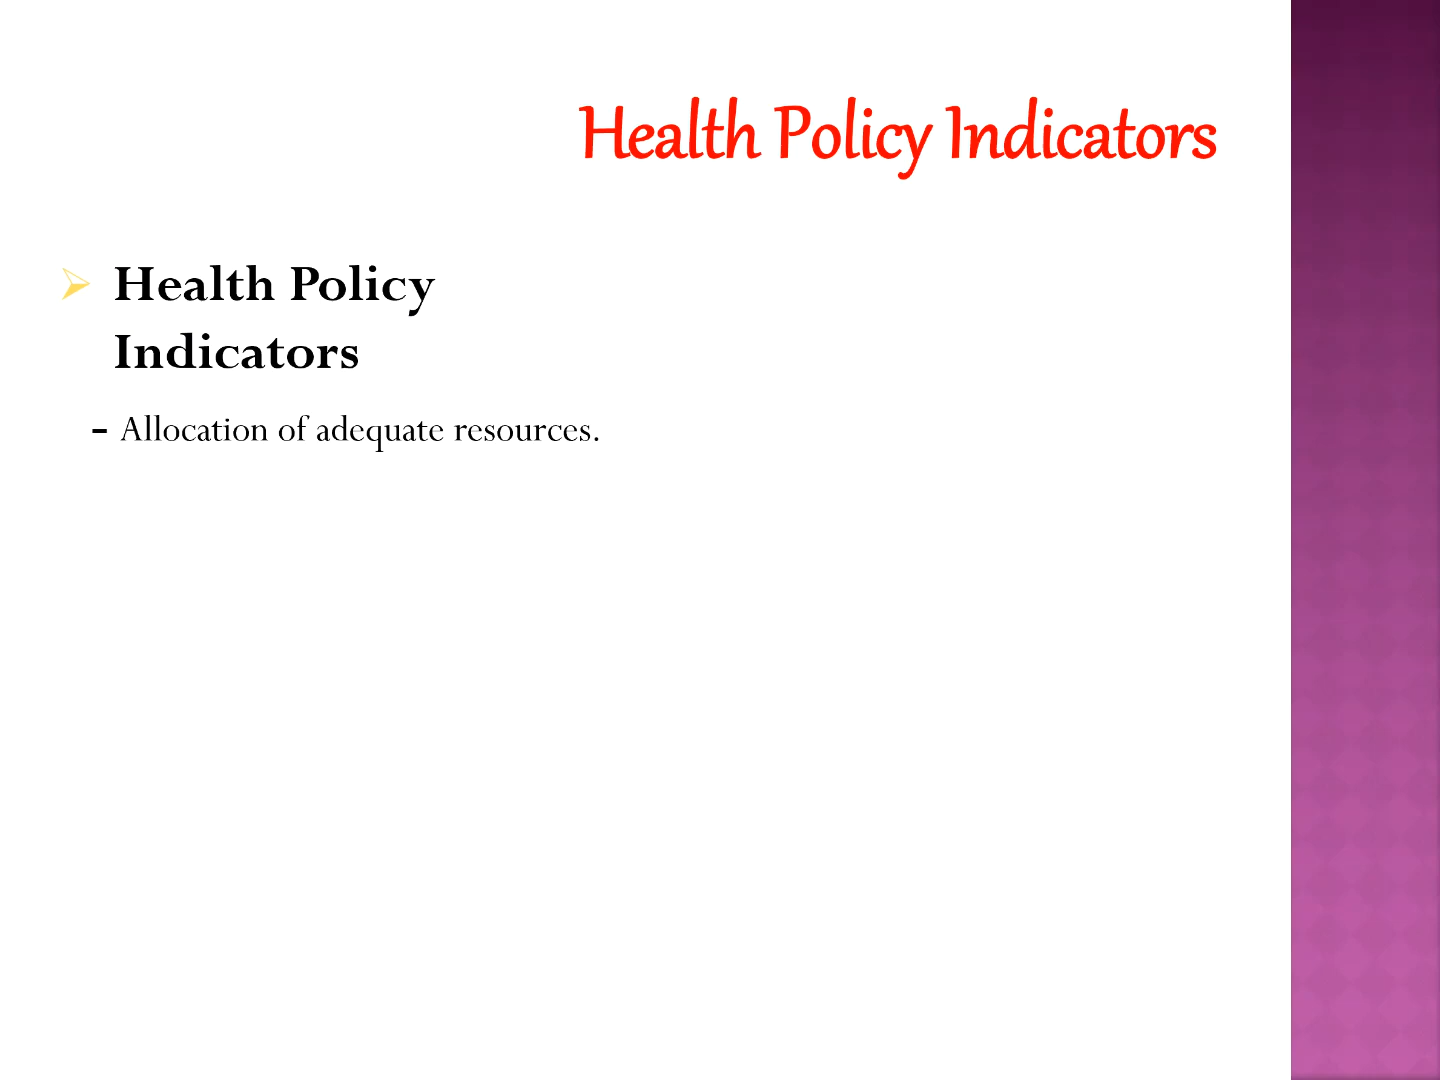 Health Policy Indicators
➢ Health Policy
Indicators
- Allocation of adequate resources.